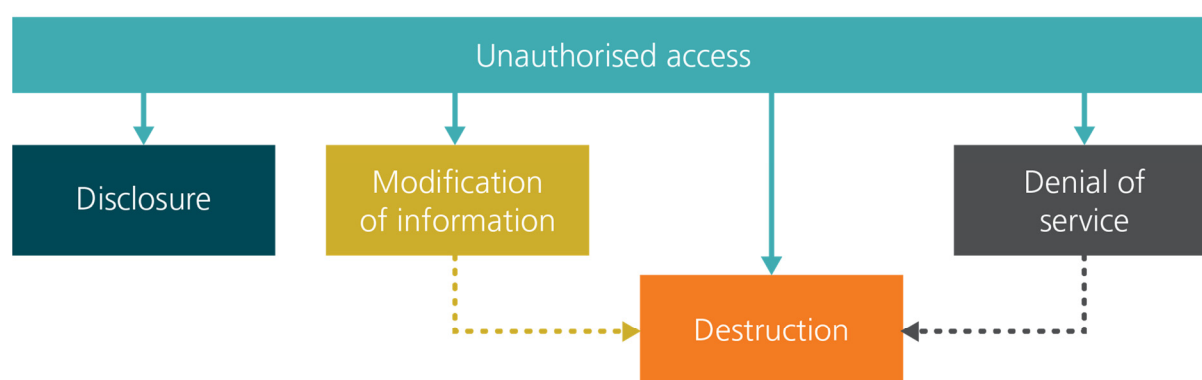 Unauthorised access
Disclosure
Modification
of information
Denial of
service
Destruction